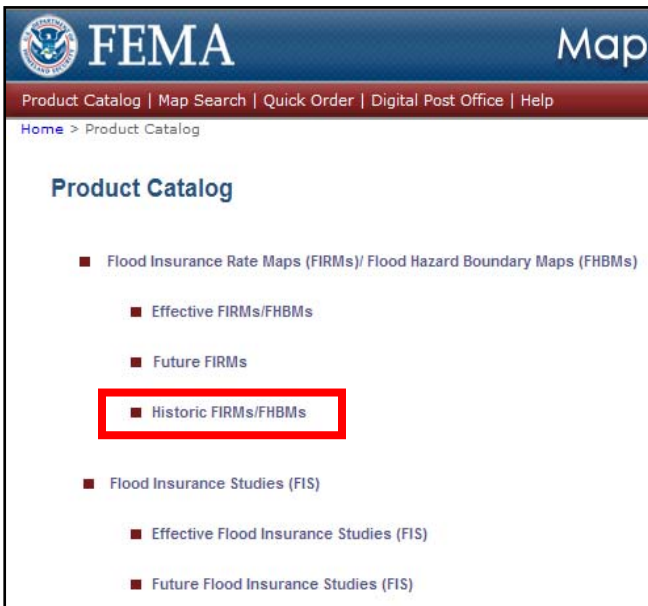 FEMA
Map
Product Catalog | Map Search | Quick Order | Digital Post Office | Help
Home > Product Catalog
Product Catalog
Flood Insurance Rate Maps (FIRMs)/ Flood Hazard Boundary Maps (FHBMs)
Effective FIRMs/FHBMs
Future FIRMs
Historic FIRMs/FHBMs
Flood Insurance Studies (FIS)
Effective Flood Insurance Studies (FIS)
Future Flood Insurance Studies (FIS)